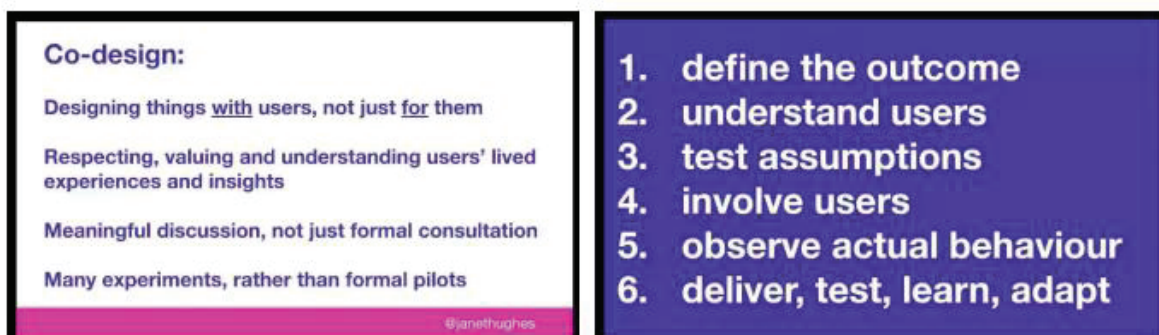 Co-design:
Designing things with users, not just for them
Respecting, valuing and understanding users' lived
experiences and insights
Meaningful discussion, not just formal consultation
Many experiments, rather than formal pilots
@janethughes
1. define the outcome
2. understand users
3. test assumptions
4. involve users
5. observe actual behaviour
6. deliver, test, learn, adapt